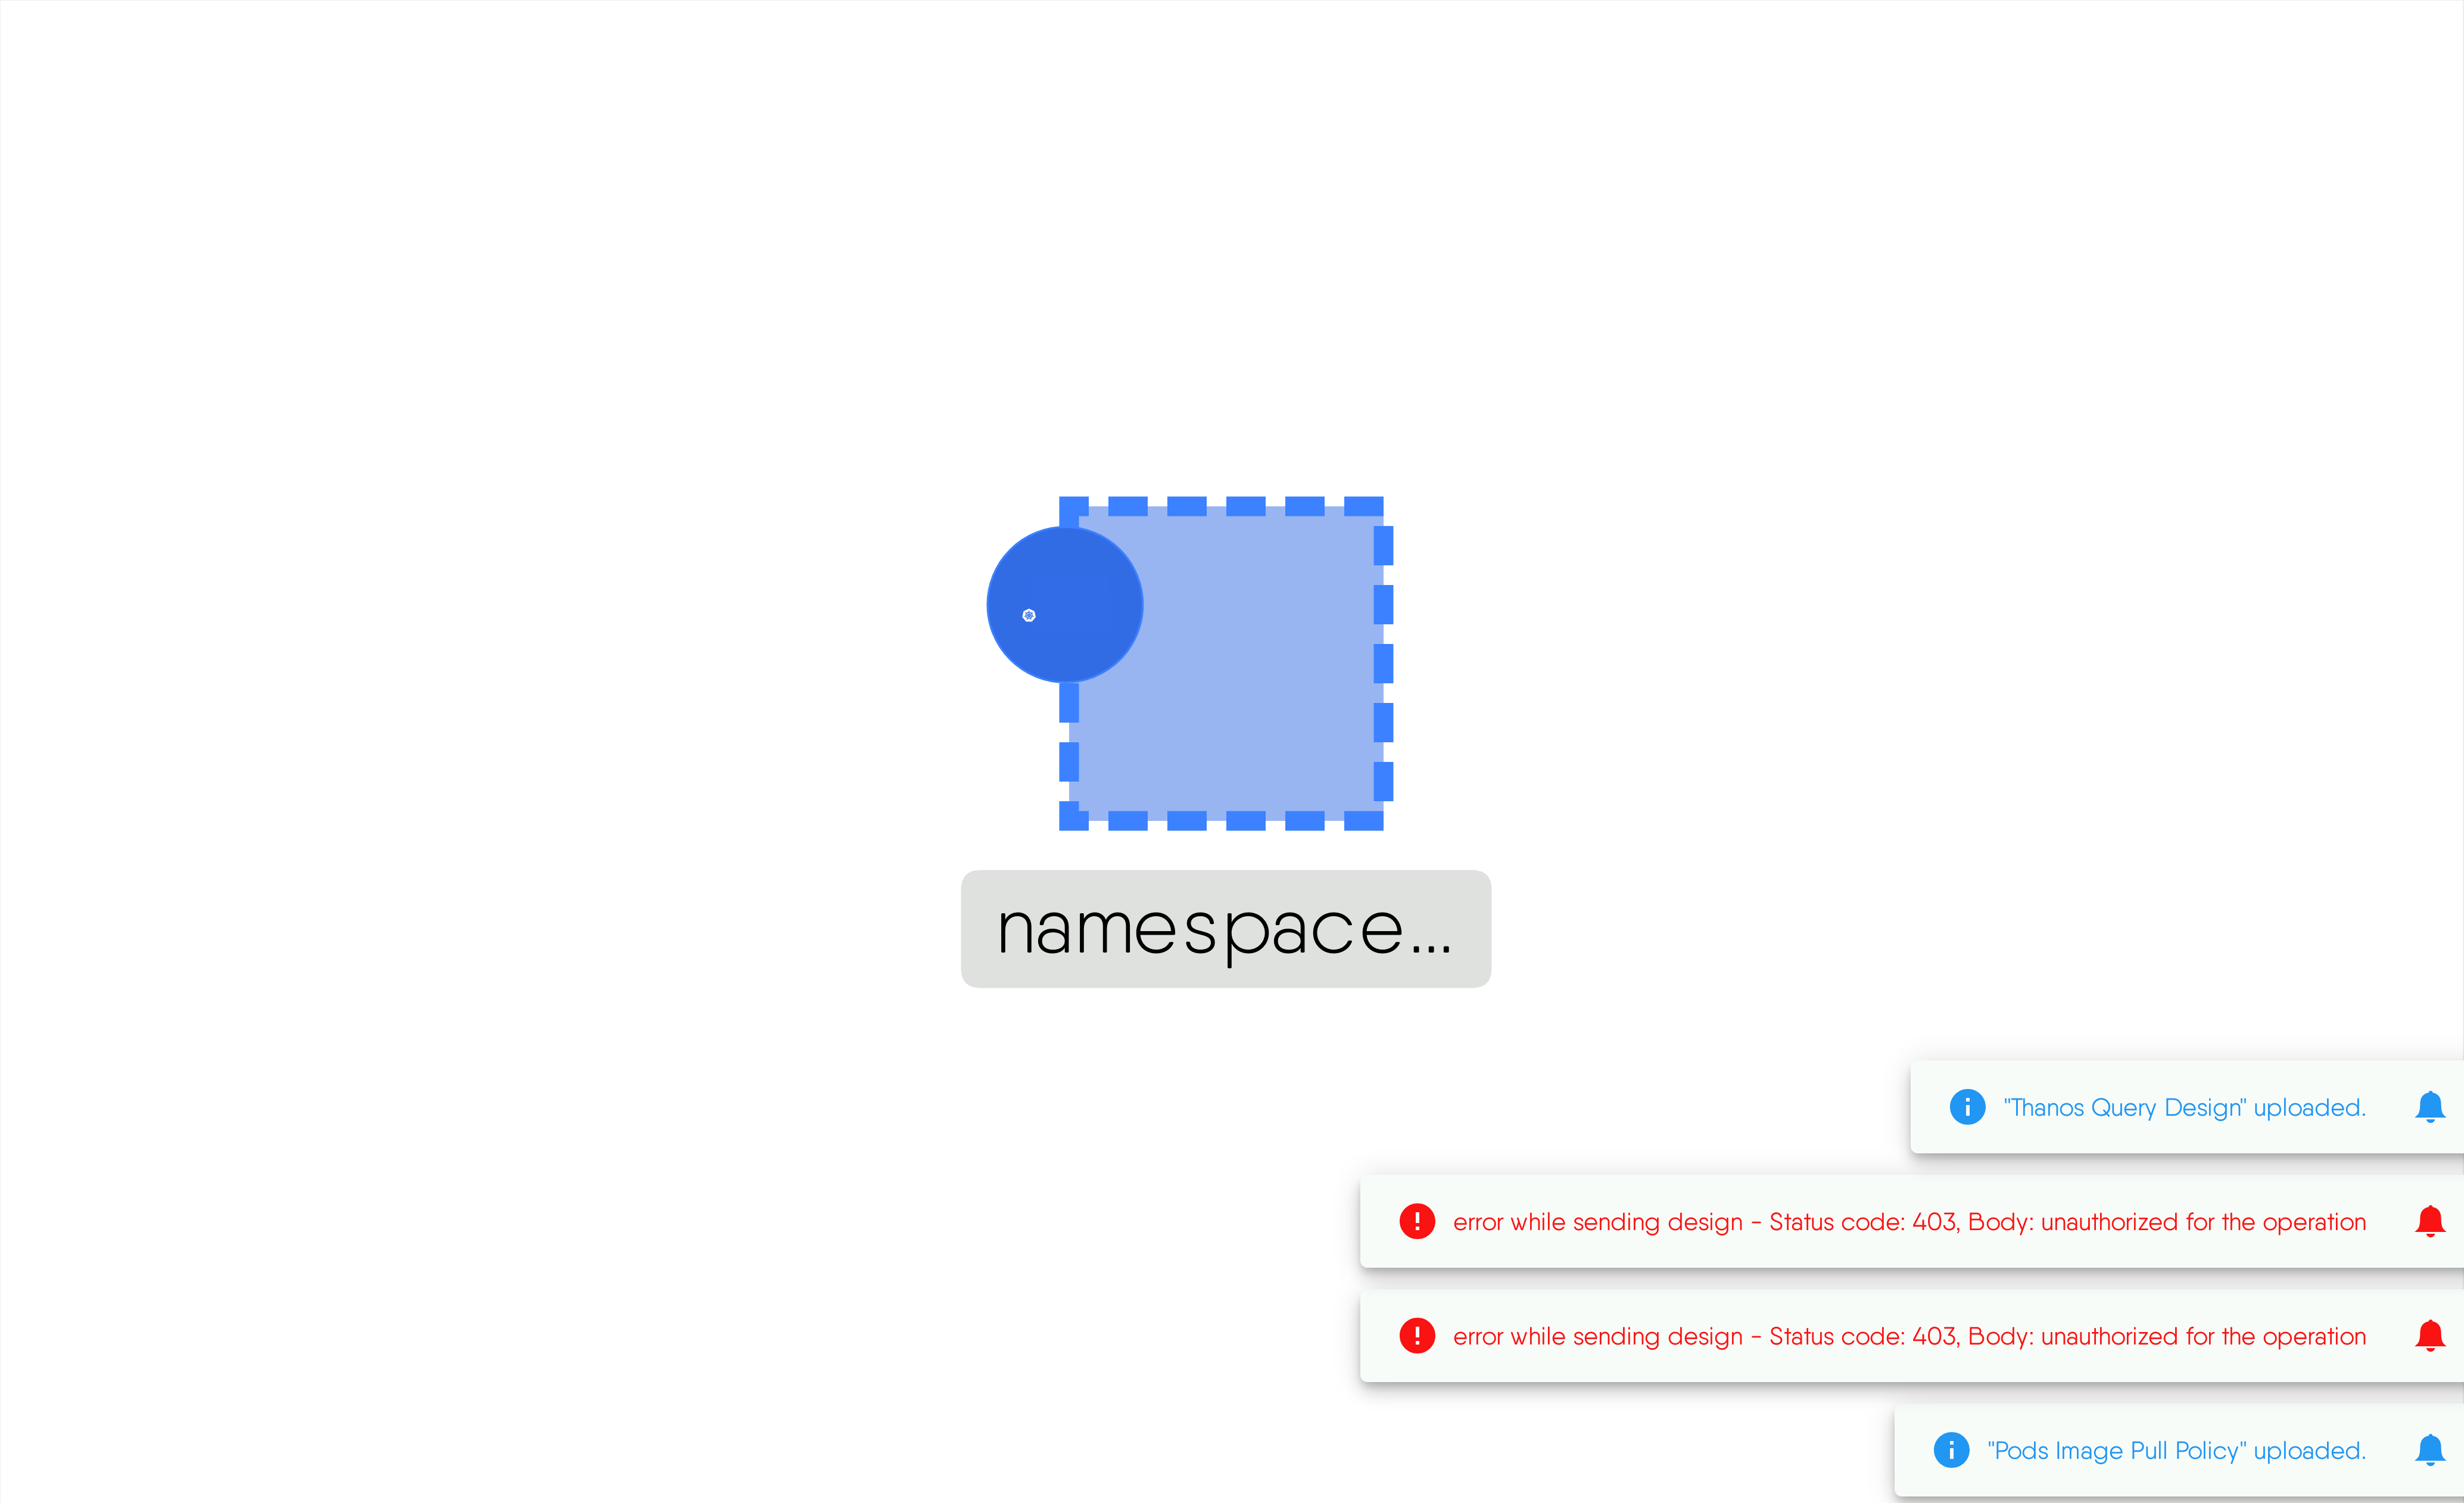 namespace...
"Thanos Query Design" uploaded.
error while sending design - Status code: 403, Body: unauthorized for the operation
error while sending design - Status code: 403, Body: unauthorized for the operation
"Pods Image Pull Policy" uploaded.